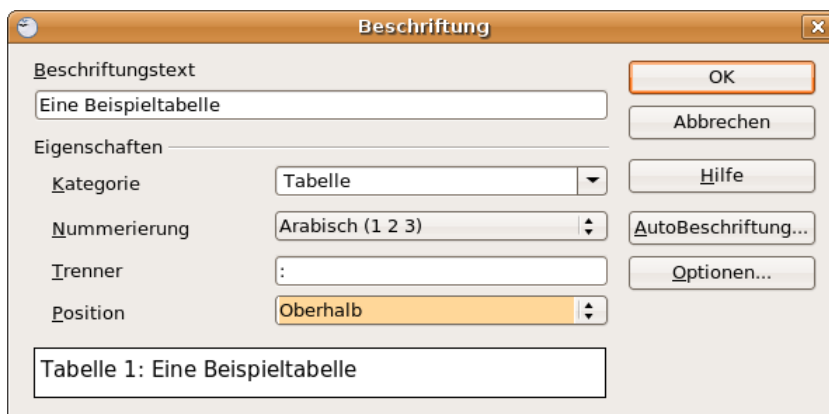 Beschriftung
Beschriftungstext
Eine Beispieltabelle
Eigenschaften
Kategorie
Tabelle
Nummerierung
Arabisch (1 2 3)
Trenner
:
Position
Oberhalb
Tabelle 1: Eine Beispieltabelle
OK
Abbrechen
Hilfe
AutoBeschriftung...
Optionen...